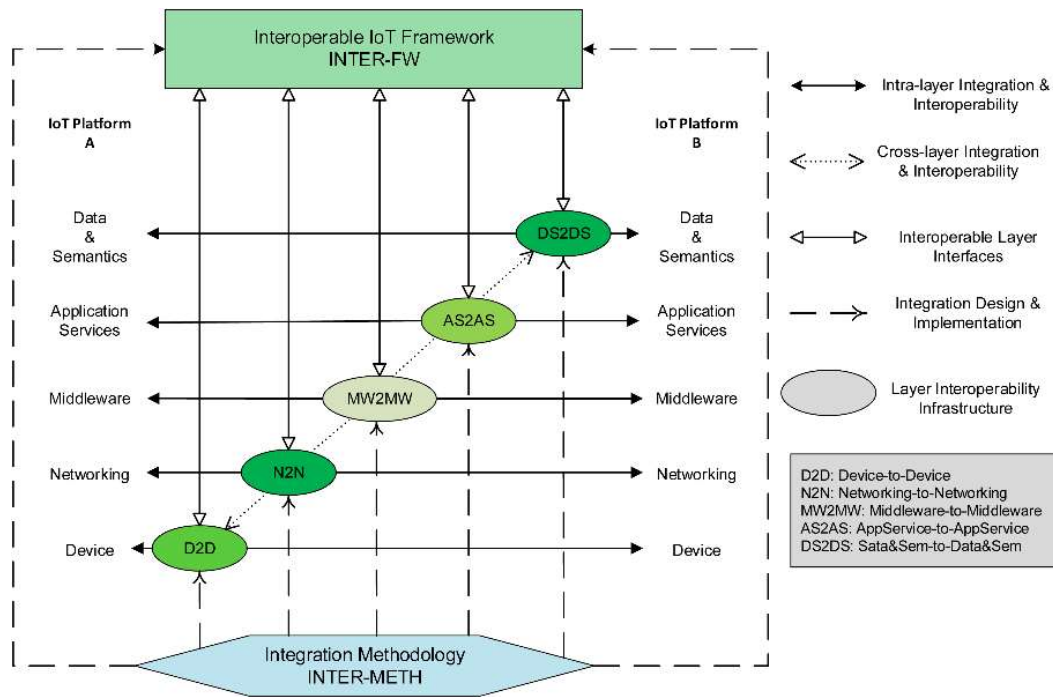 Interoperable IoT Framework
INTER-FW
IoT Platform
A
IoT Platform
B
Intra-layer Integration &
Interoperability
Cross-layer Integration
& Interoperability
Interoperable Layer
Interfaces
Integration Design &
Implementation
Layer Interoperability
Infrastructure
Data
&
Semantics
DS2DS
Data
&
Semantics
Application
Services
AS2AS
Application
Services
Middleware
MW2MW
Middleware
Networking
N2N
Networking
Device
D2D
Device
D2D: Device-to-Device
N2N: Networking-to-Networking
MW2MW: Middleware-to-Middleware
AS2AS: AppService-to-AppService
DS2DS: Sata&Sem-to-Data&Sem
Integration Methodology
INTER-METH